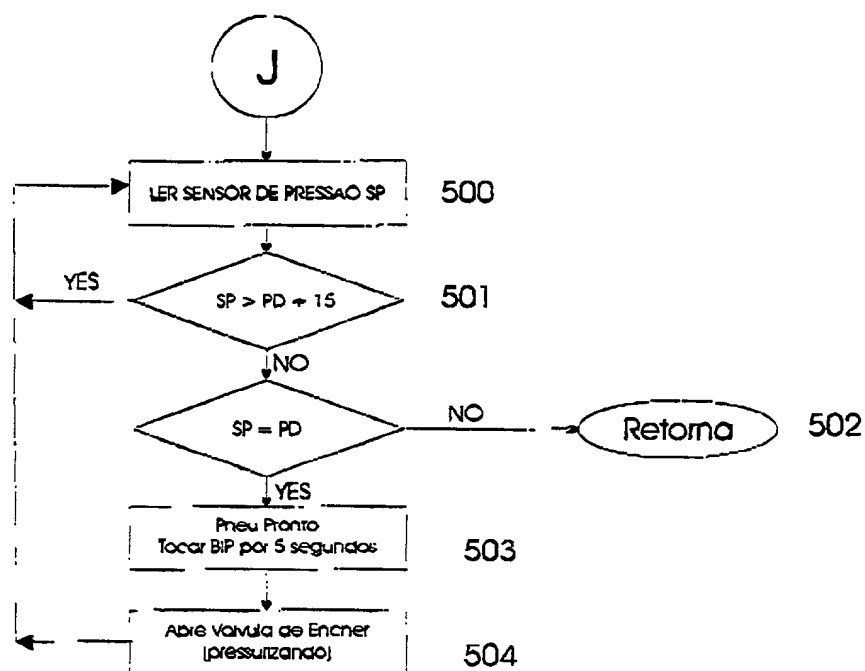 J
LER SENSOR DE PRESSAO SP
500
YES
SP > PD + 15
501
NO
SP = PD
NO
Retorna
502
YES
Pneu Pronto
Tocar BIP por 5 segundos
503
Abre Valvula de Encher
(pressurizando)
504